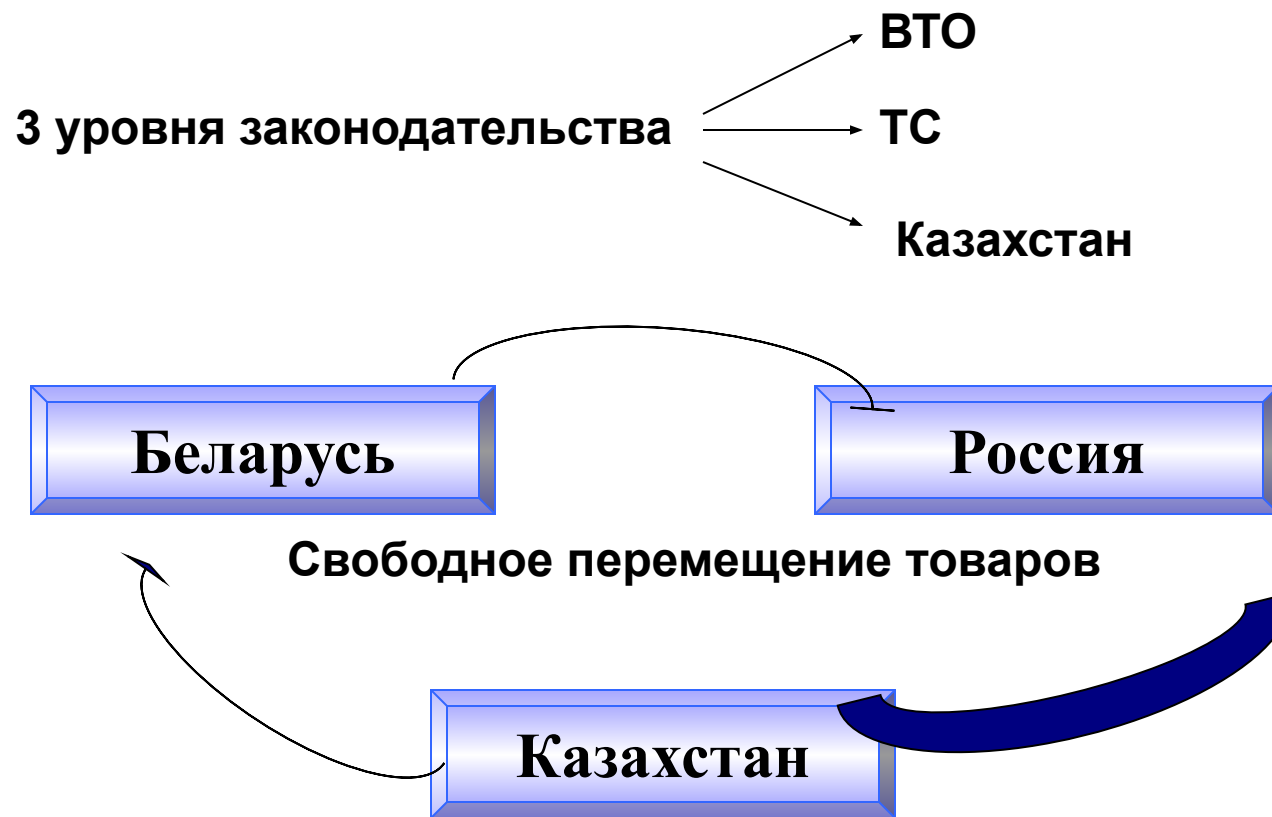 ВТО
3 уровня законодательства
ТС
Казахстан
Беларусь
Россия
Свободное перемещение товаров
Казахстан